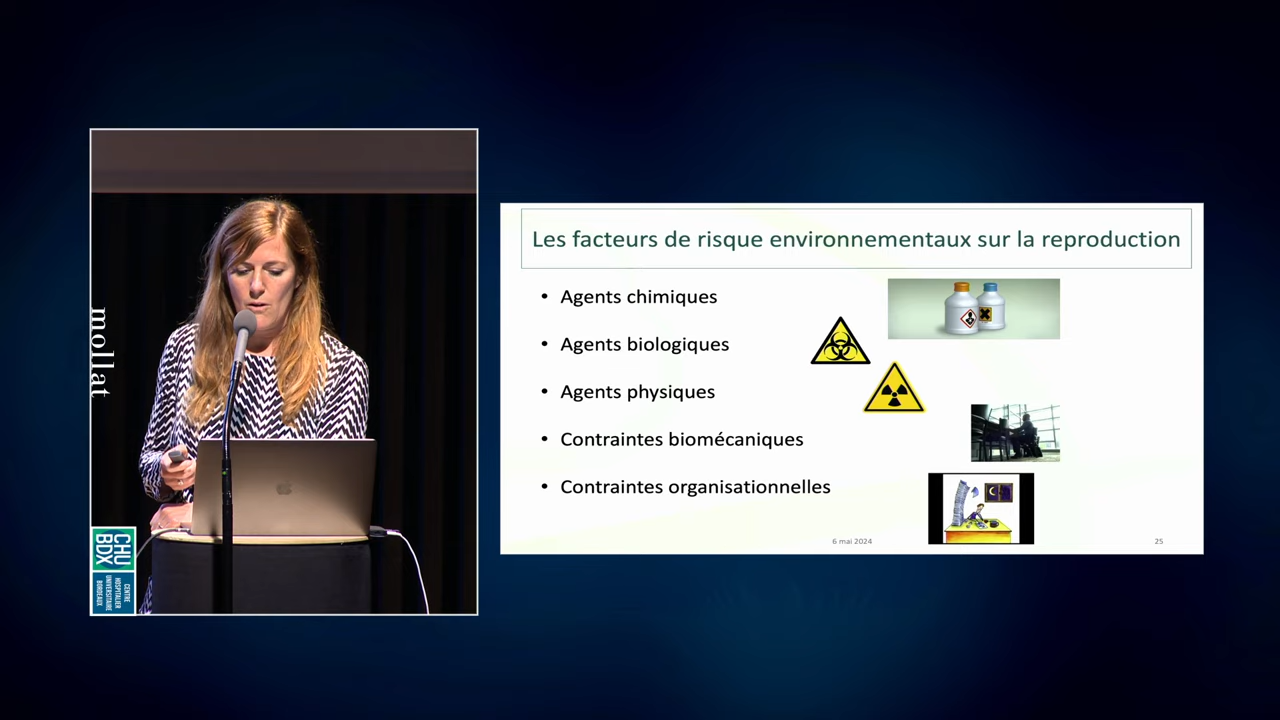 mollat
CHU
BDX
CENTRE
HOSPITALIER
UNIVERSITAIRE
BORDEAUX
Les facteurs de risque environnementaux sur la reproduction
• Agents chimiques
• Agents biologiques
• Agents physiques
• Contraintes biomécaniques
• Contraintes organisationnelles
6 mai 2024
25